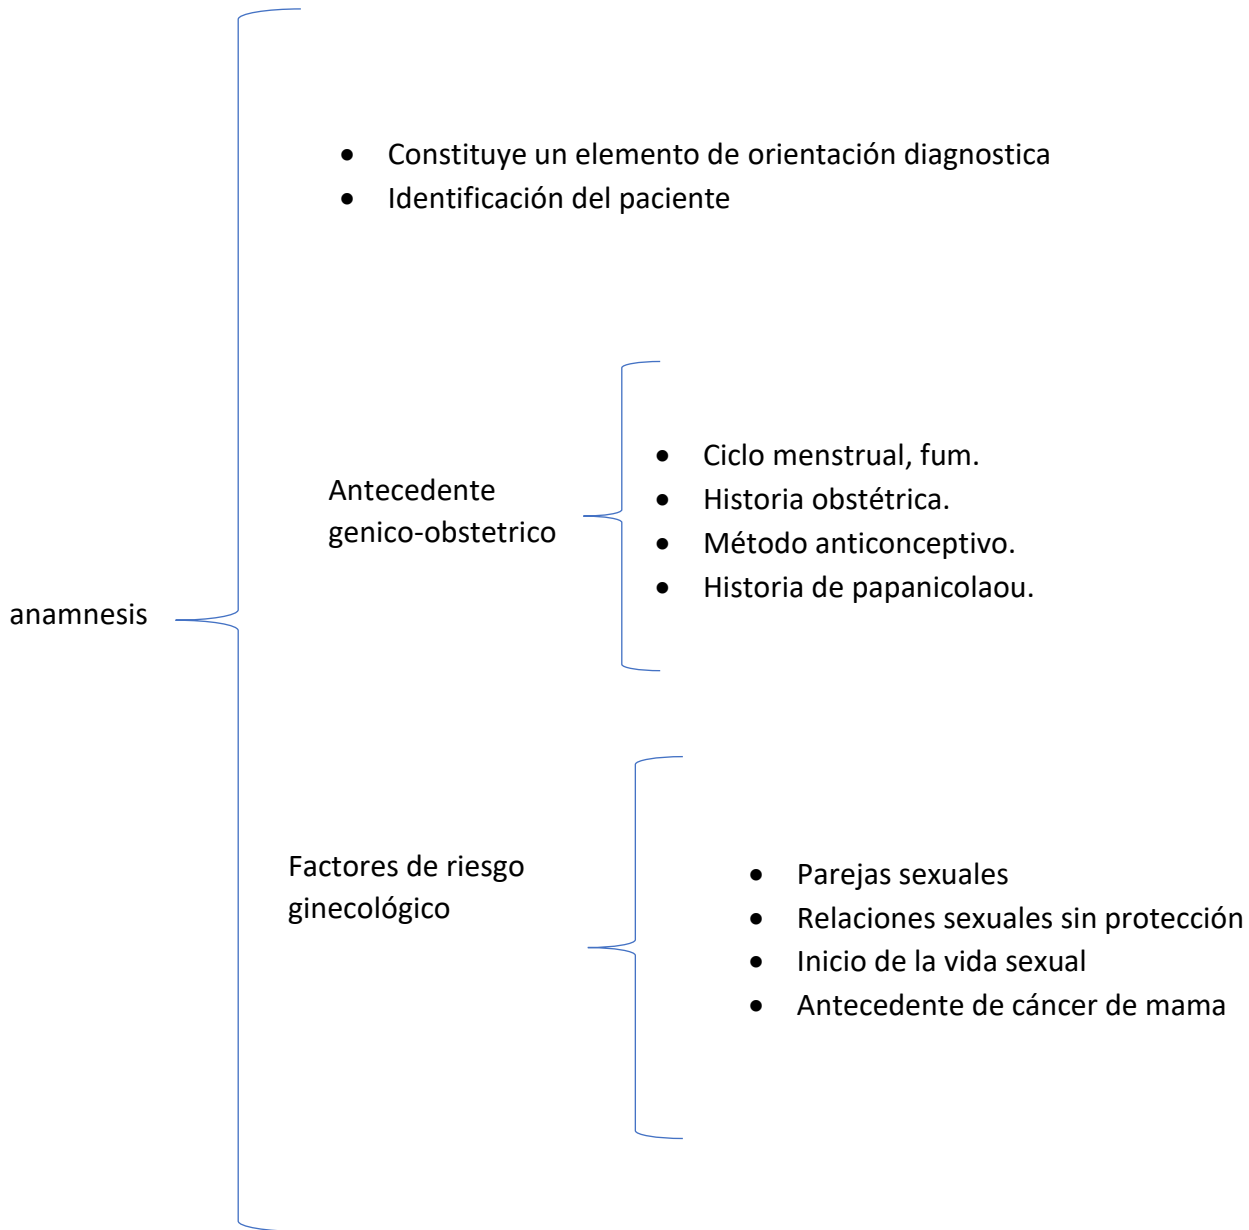 • Constituye un elemento de orientación diagnostica
• Identificación del paciente
Antecedente
genico-obstetrico
• Ciclo menstrual, fum.
• Historia obstétrica.
• Método anticonceptivo.
• Historia de papanicolaou.
anamnesis
Factores de riesgo
ginecológico
• Parejas sexuales
• Relaciones sexuales sin protección
• Inicio de la vida sexual
• Antecedente de cáncer de mama